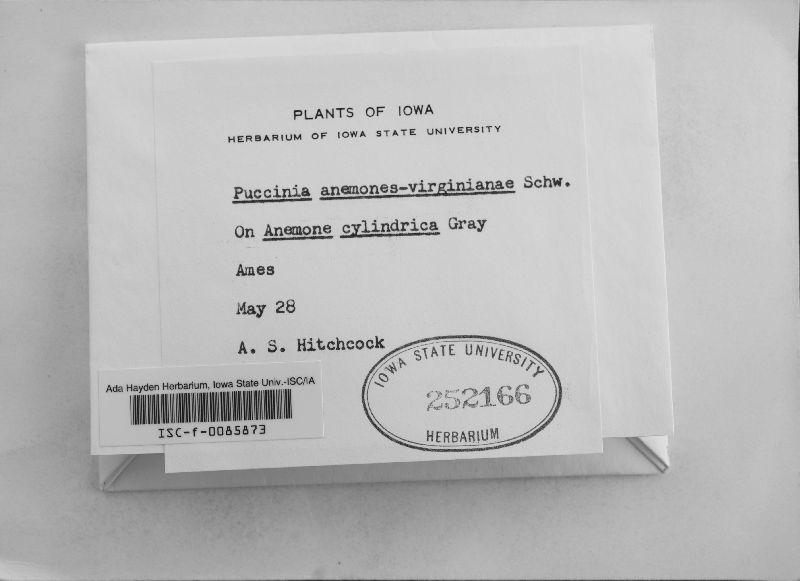 PLANTS OF IOWA
HERBARIUM OF IOWA STATE UNIVERSITY
Puccinia anemones-virginianae Schw.
On Anemone cylindrica Gray
Ames
May 28
A. S. Hitchcock
IOWA STATE UNIVERSITY
252166
HERBARIUM
Ada Hayden Herbarium, Iowa State Univ.-ISC/IA
ISC-f-0085873